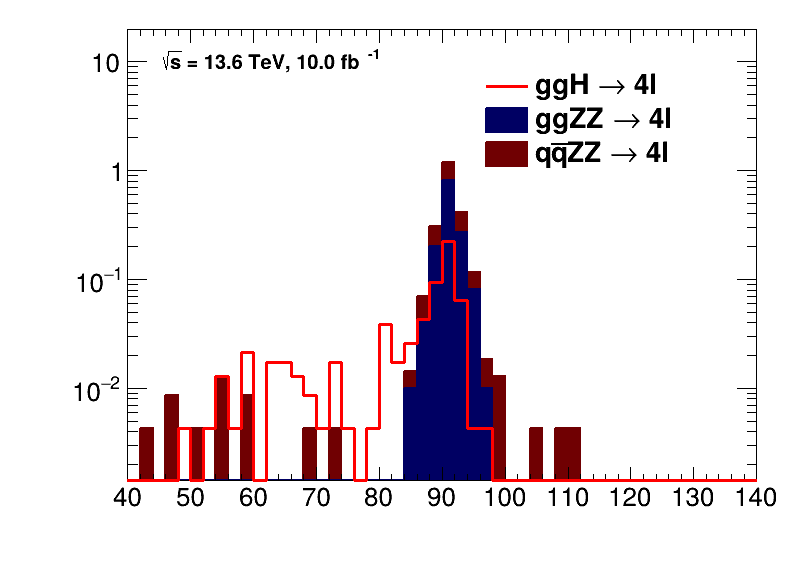 √s = 13.6 TeV, 10.0 fb⁻¹
ggH → 4l
ggZZ → 4l
qq̅ZZ → 4l
10
1
10⁻¹
10⁻²
40 50 60 70 80 90 100 110 120 130 140